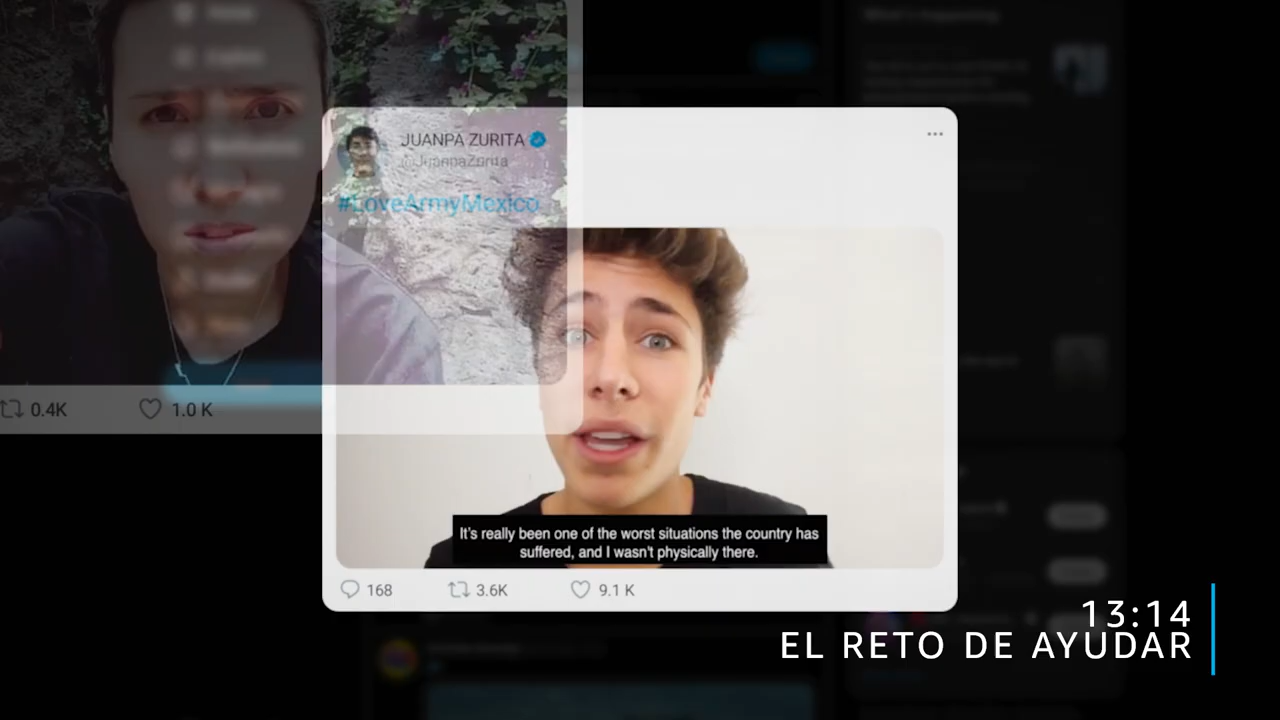 JUANPA ZURITA
@JuanpaZurita
#LoveArmyMexico
It's really been one of the worst situations the country has
suffered, and I wasn't physically there.
0.4K 1.0 K
168 3.6K 9.1 K
13:14
EL RETO DE AYUDAR